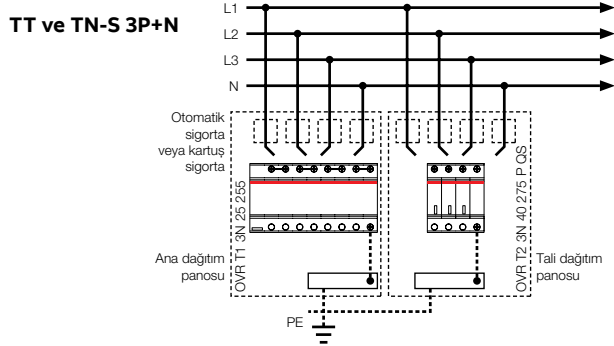 TT ve TN-S 3P+N
L1
L2
L3
N
Otomatik
sigorta
veya kartuş
sigorta
OVR T1 3N 25 255
OVR T2 3N 40 275 P QS
Ana dağıtım
panosu
Tali dağıtım
panosu
PE